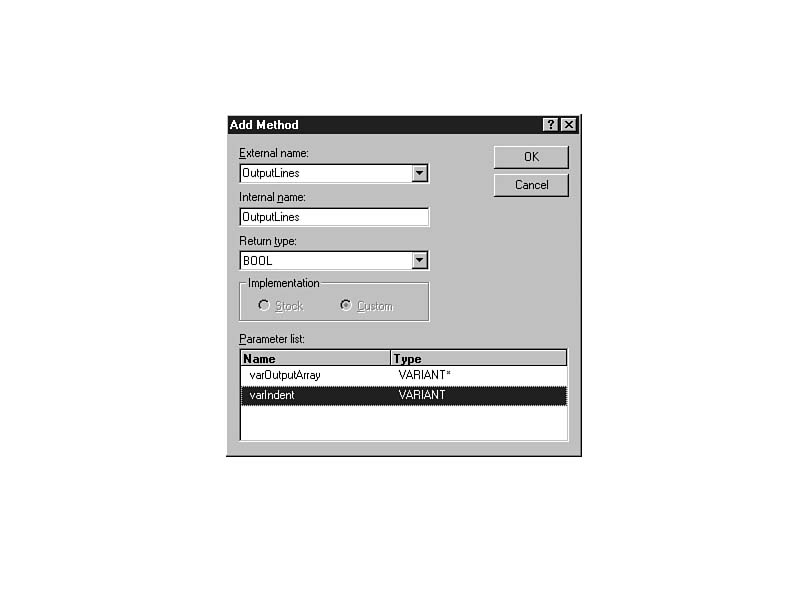 Add Method
External name:
OK
OutputLines
Cancel
Internal name:
OutputLines
Return type:
BOOL
Implementation
Stock Custom
Parameter list:
Name Type
varOutputArray VARIANT*
varIndent VARIANT